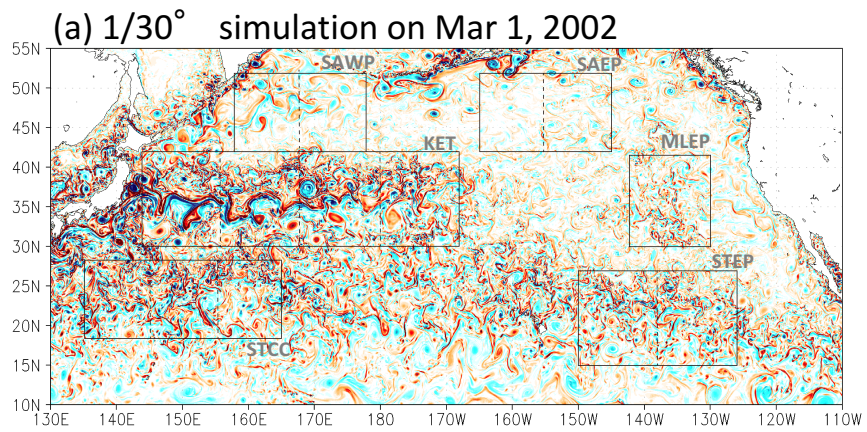 (a) 1/30° simulation on Mar 1, 2002
55N
SAWP
SAEP
50N
45N
KET
MLEP
40N
35N
30N
STEP
25N
20N
STCC
15N
10N
130E 140E 150E 160E 170E 180 170W 160W 150W 140W 130W 120W 110W